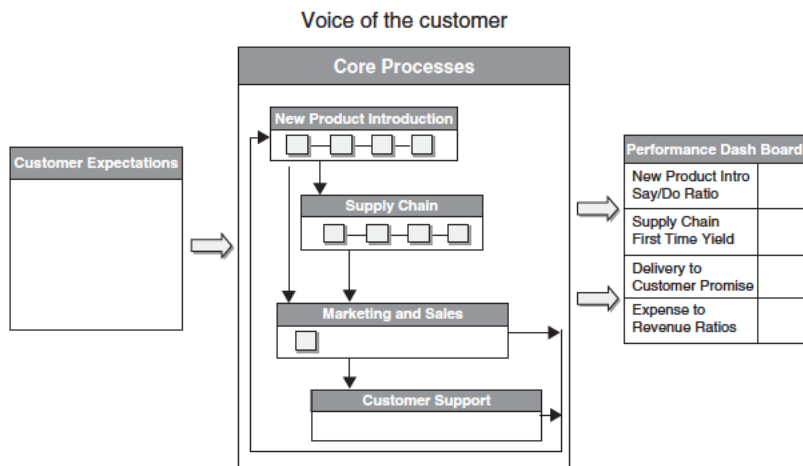 Voice of the customer
Core Processes
New Product Introduction
Customer Expectations
Supply Chain
Marketing and Sales
Customer Support
Performance Dash Board
New Product Intro
Say/Do Ratio
Supply Chain
First Time Yield
Delivery to
Customer Promise
Expense to
Revenue Ratios